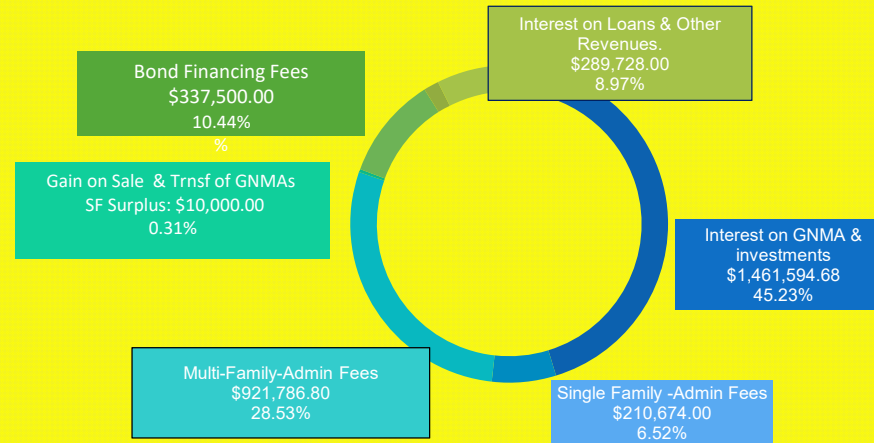 Interest on Loans & Other
Revenues.
$289,728.00
8.97%
Bond Financing Fees
$337,500.00
10.44%
%
Gain on Sale & Trnsf of GNMAs
SF Surplus: $10,000.00
0.31%
Interest on GNMA &
investments
$1,461,594.68
45.23%
Multi-Family-Admin Fees
$921,786.80
28.53%
Single Family -Admin Fees
$210,674.00
6.52%